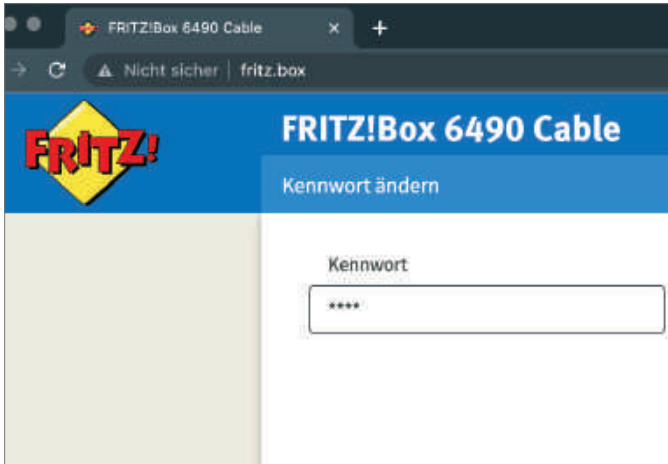 FRITZ!Box 6490 Cable
Nicht sicher | fritz.box
FRITZ!
FRITZ!Box 6490 Cable
Kennwort ändern
Kennwort
****